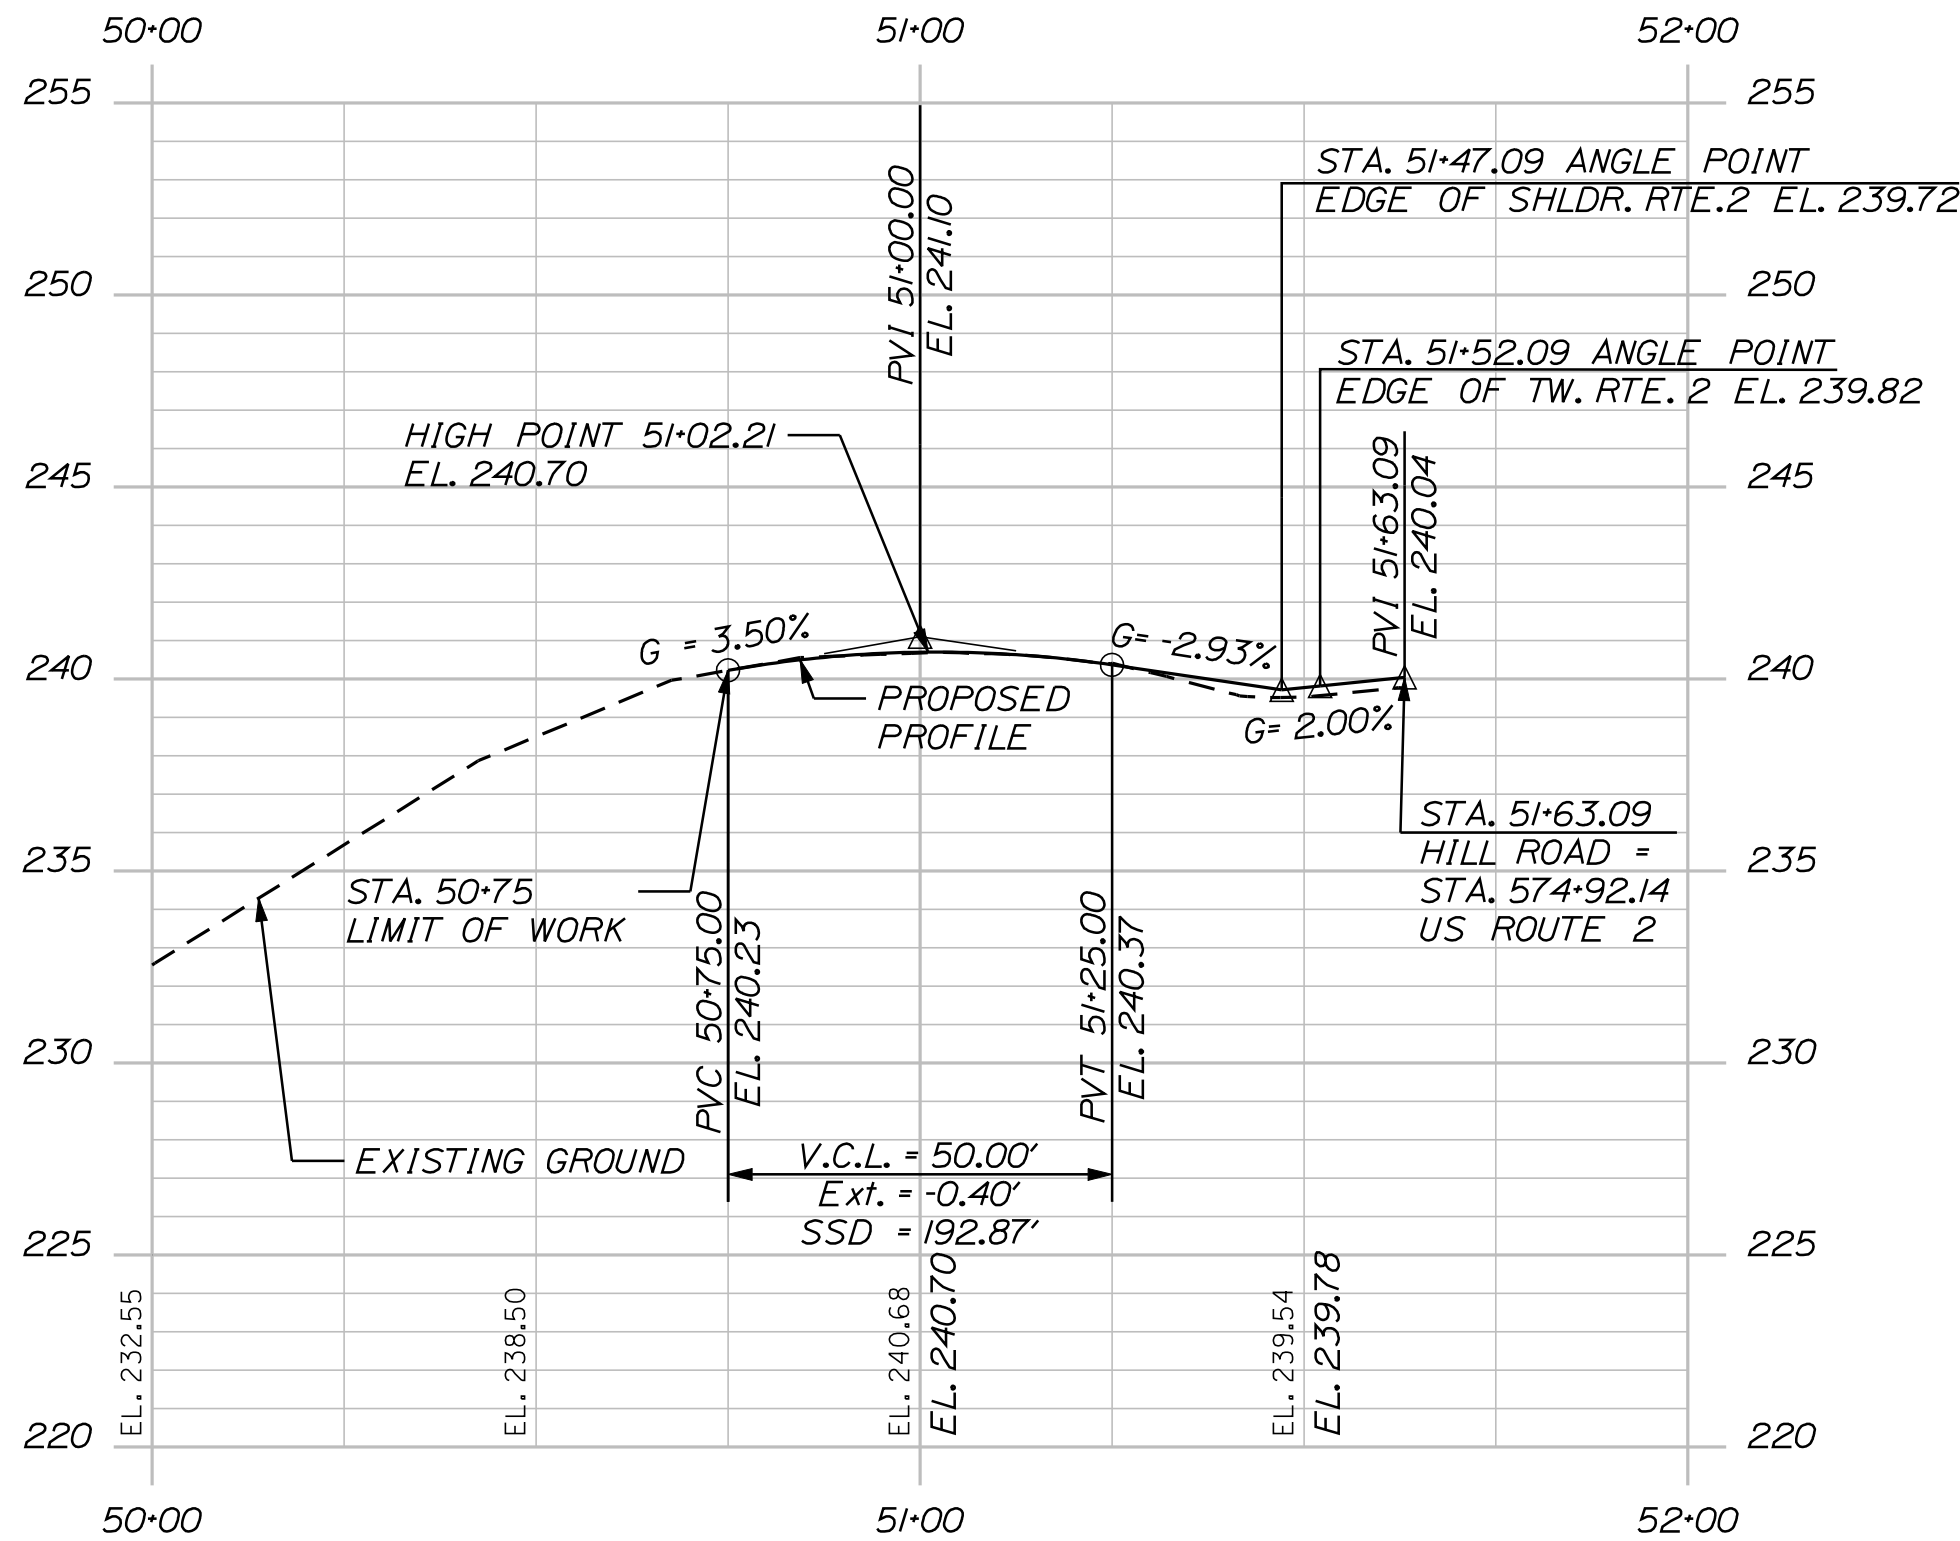 50+00
51+00
52+00
255
255
STA. 51+47.09 ANGLE POINT
EDGE OF SHLDR. RTE.2 EL. 239.72
PVI 51+00.00
EL. 241.10
250
250
STA. 51+52.09 ANGLE POINT
EDGE OF TW. RTE. 2 EL. 239.82
HIGH POINT 51+02.21
EL. 240.70
245
245
PVI 51+63.09
EL. 240.04
G = 3.50%
G= -2.93%
240
240
PROPOSED
PROFILE
G= 2.00%
STA. 51+63.09
HILL ROAD =
STA. 574+92.14
US ROUTE 2
235
235
STA. 50+75
LIMIT OF WORK
PVC 50+75.00
EL. 240.23
PVT 51+25.00
EL. 240.37
230
230
EXISTING GROUND
V.C.L. = 50.00'
Ext. = -0.40'
SSD = 192.87'
225
225
EL. 232.55
EL. 238.50
EL. 240.68
EL. 240.70
EL. 239.54
EL. 239.78
220
220
50+00
51+00
52+00